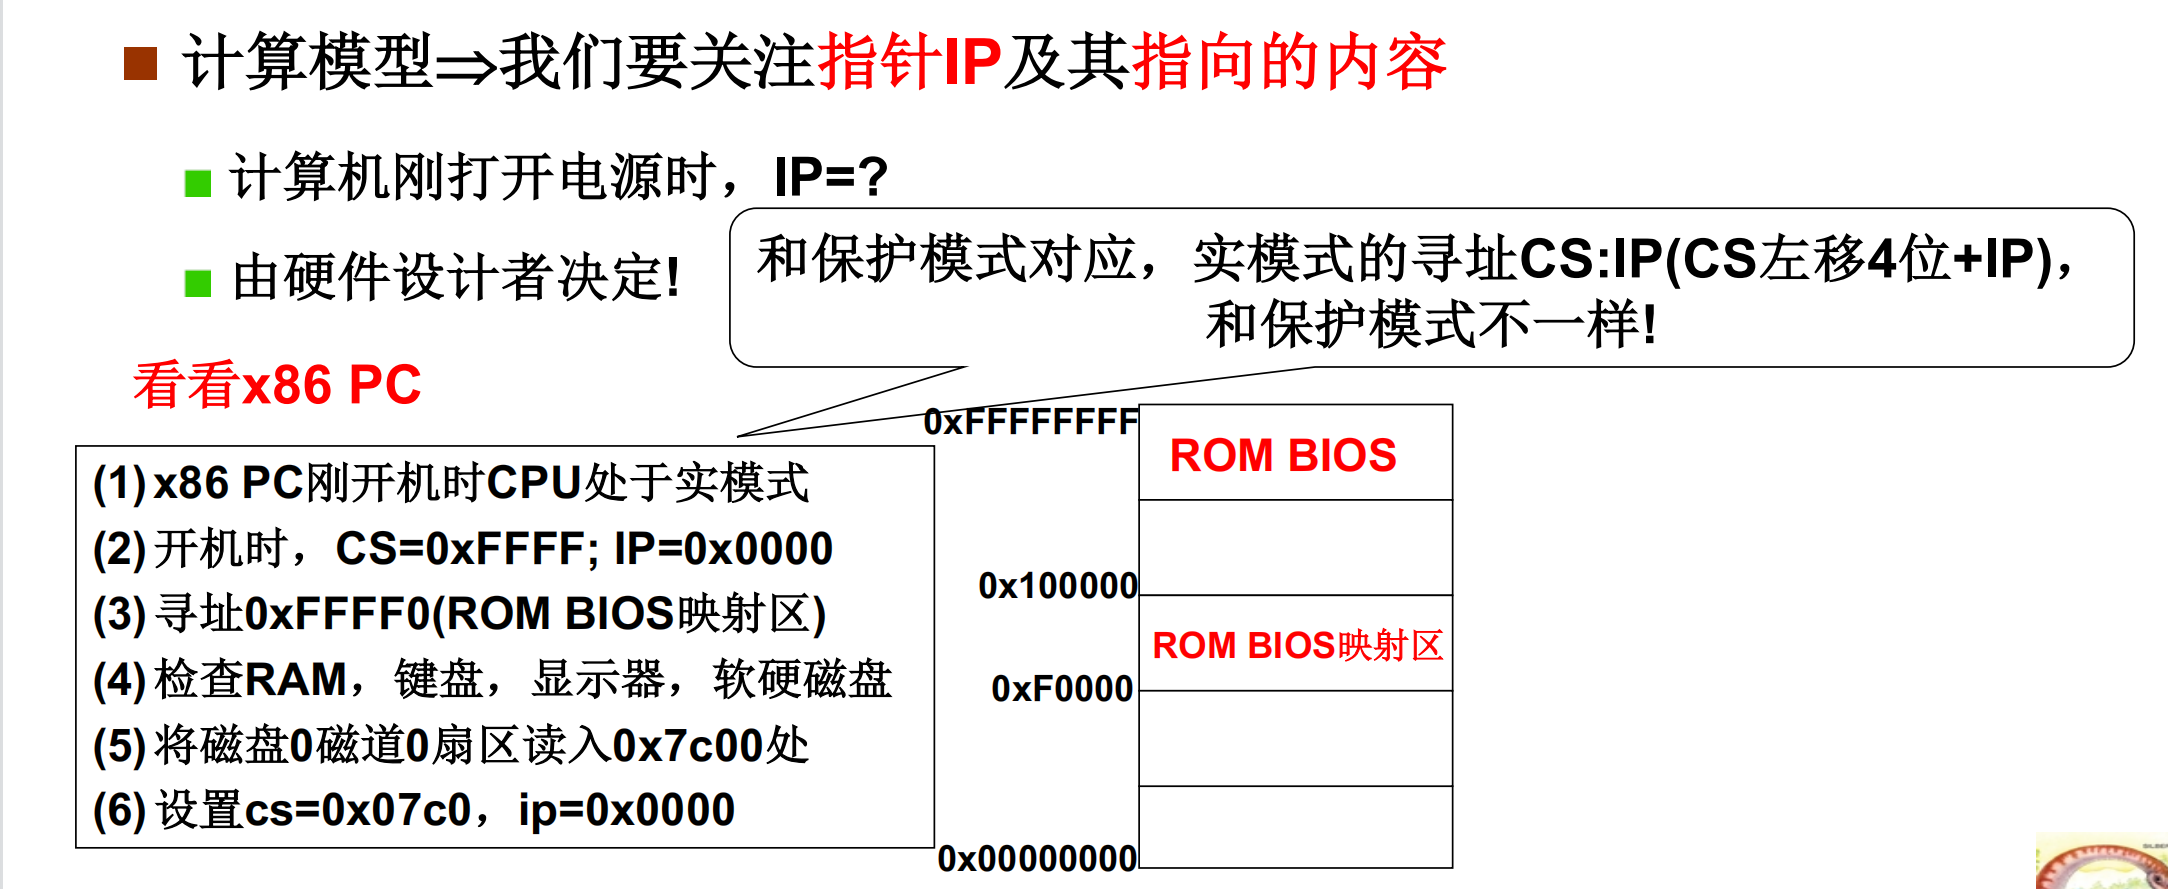 计算模型⇒我们要关注指针IP及其指向的内容
计算机刚打开电源时，IP=?
由硬件设计者决定!
和保护模式对应，实模式的寻址CS:IP(CS左移4位+IP)，
和保护模式不一样!
看看x86 PC
(1) x86 PC刚开机时CPU处于实模式
(2) 开机时，CS=0xFFFF; IP=0x0000
(3) 寻址0xFFFF0(ROM BIOS映射区)
(4) 检查RAM，键盘，显示器，软硬磁盘
(5) 将磁盘0磁道0扇区读入0x7c00处
(6) 设置cs=0x07c0，ip=0x0000
0xFFFFFFFF
ROM BIOS
0x100000
ROM BIOS映射区
0xF0000
0x00000000